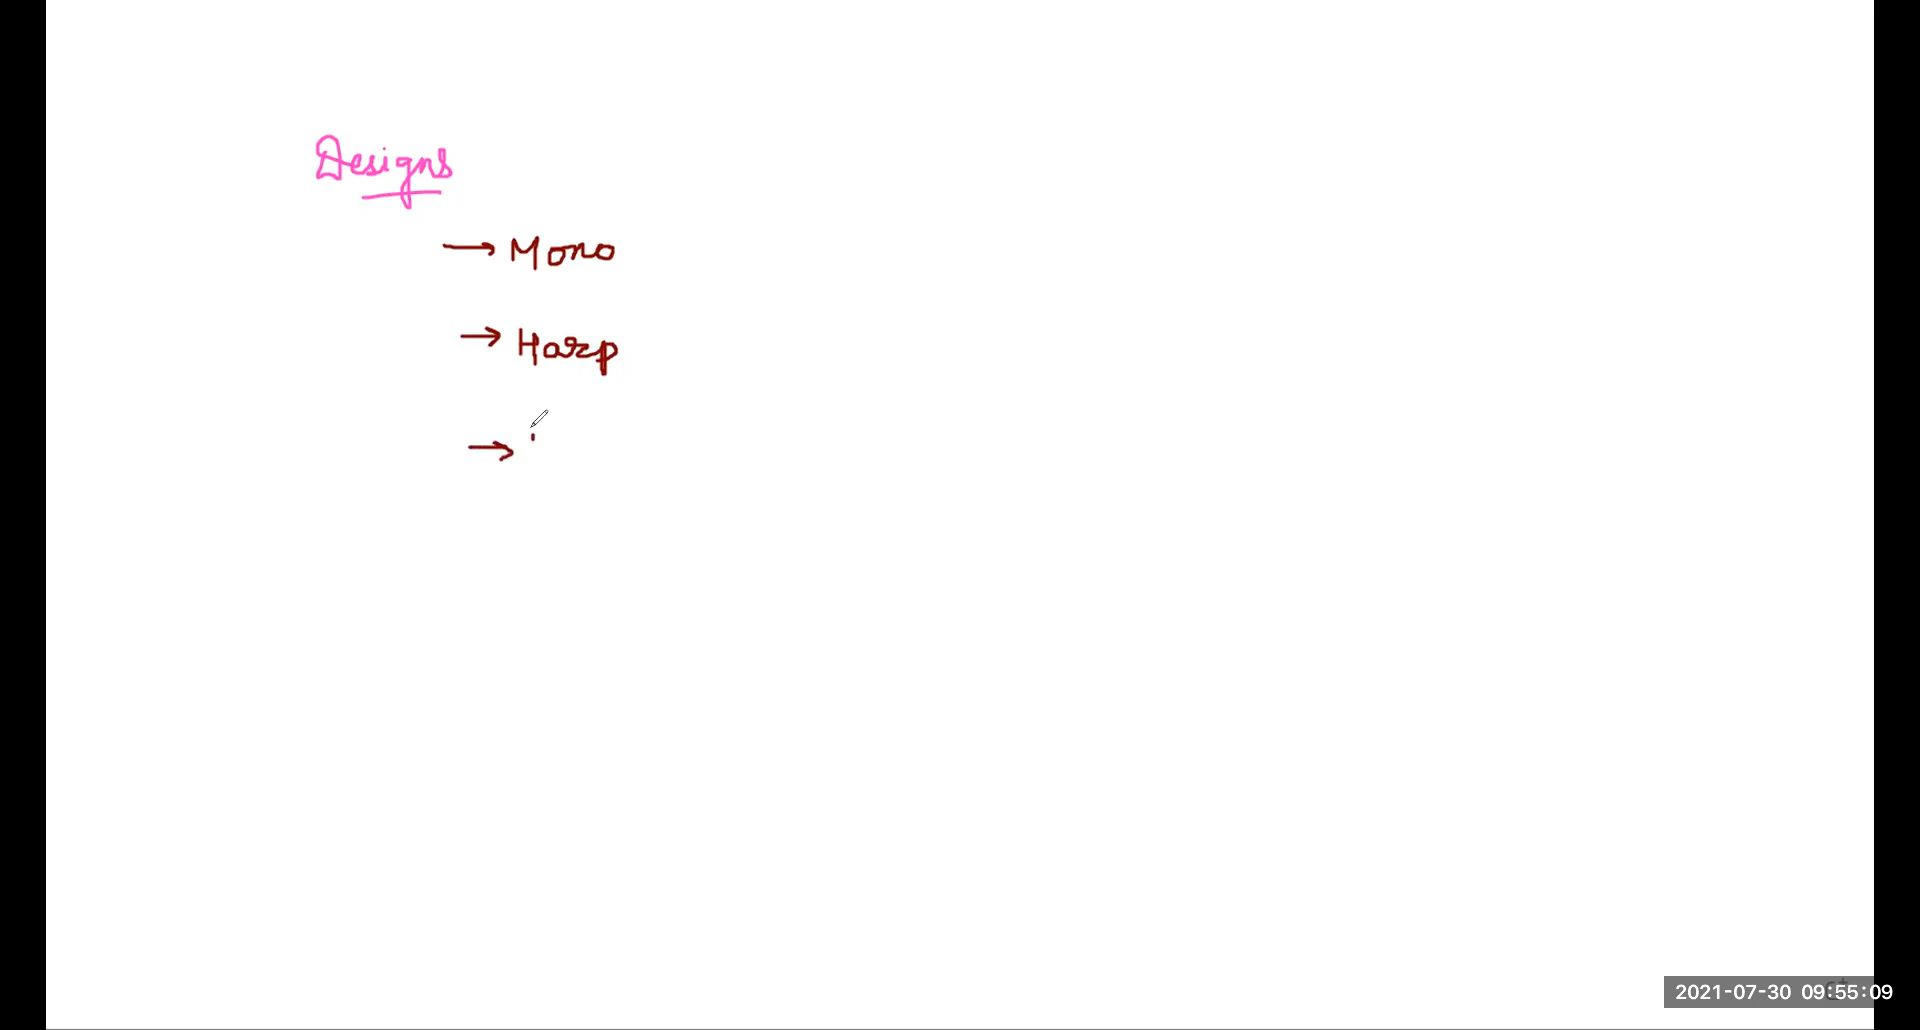 Designs
→ Mono
→ Harp
→
2021-07-30 09:55:09